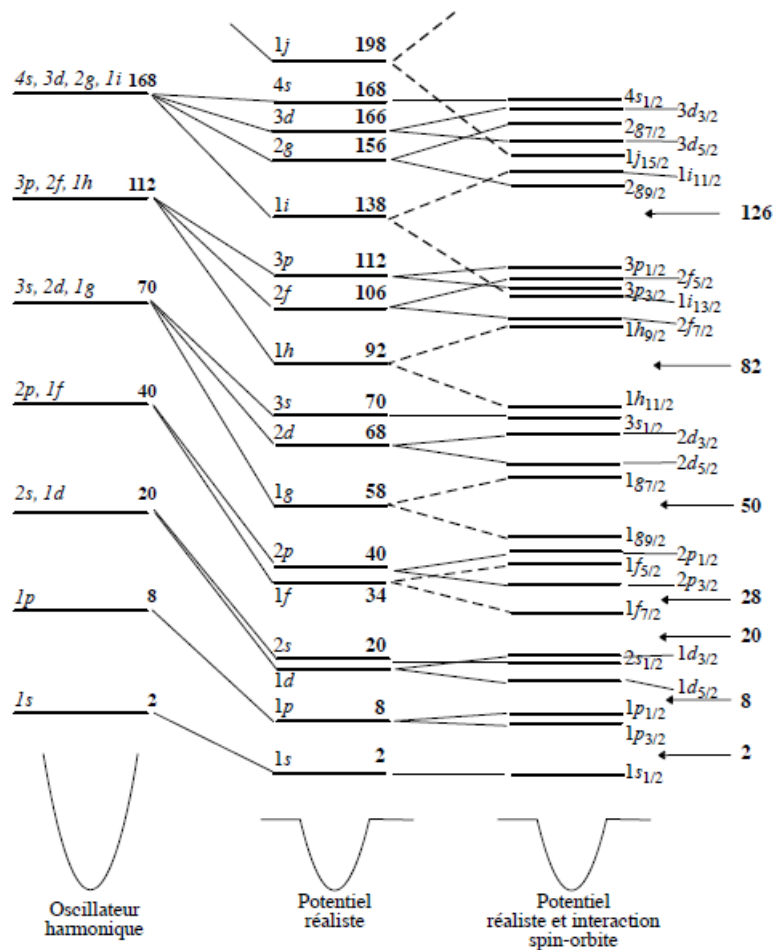 1j 198
4s, 3d, 2g, 1i 168
4s 168
3d 166
2g 156
4s1/2
3d3/2
2g7/2
3d5/2
1j15/2
1i11/2
2g9/2
3p, 2f, 1h 112
1i 138
126
3p 112
2f 106
3p1/2
2f5/2
3p3/2
1i13/2
2f7/2
1h9/2
3s, 2d, 1g 70
1h 92
82
2p, 1f 40
3s 70
2d 68
1h11/2
3s1/2
2d3/2
2d5/2
1g7/2
2s, 1d 20
1g 58
50
1g9/2
2p 40
1f 34
2p1/2
1f5/2
2p3/2
28
1f7/2
1p 8
20
2s 20
1d
1d3/2
2s1/2
1d5/2
8
1s 2
1p 8
1p1/2
1p3/2
2
1s 2
1s1/2
Oscillateur
harmonique
Potentiel
réaliste
Potentiel
réaliste et interaction
spin-orbite